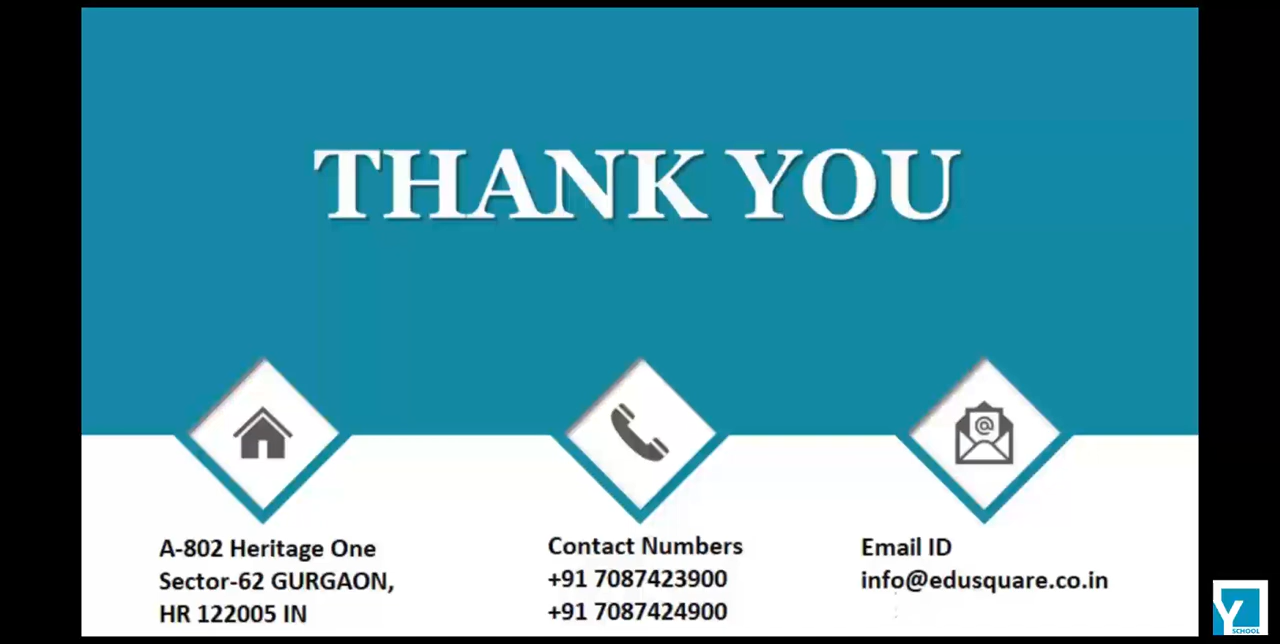 THANK YOU
A-802 Heritage One
Sector-62 GURGAON,
HR 122005 IN
Contact Numbers
+91 7087423900
+91 7087424900
@
Email ID
info@edusquare.co.in
Y
SCHOOL